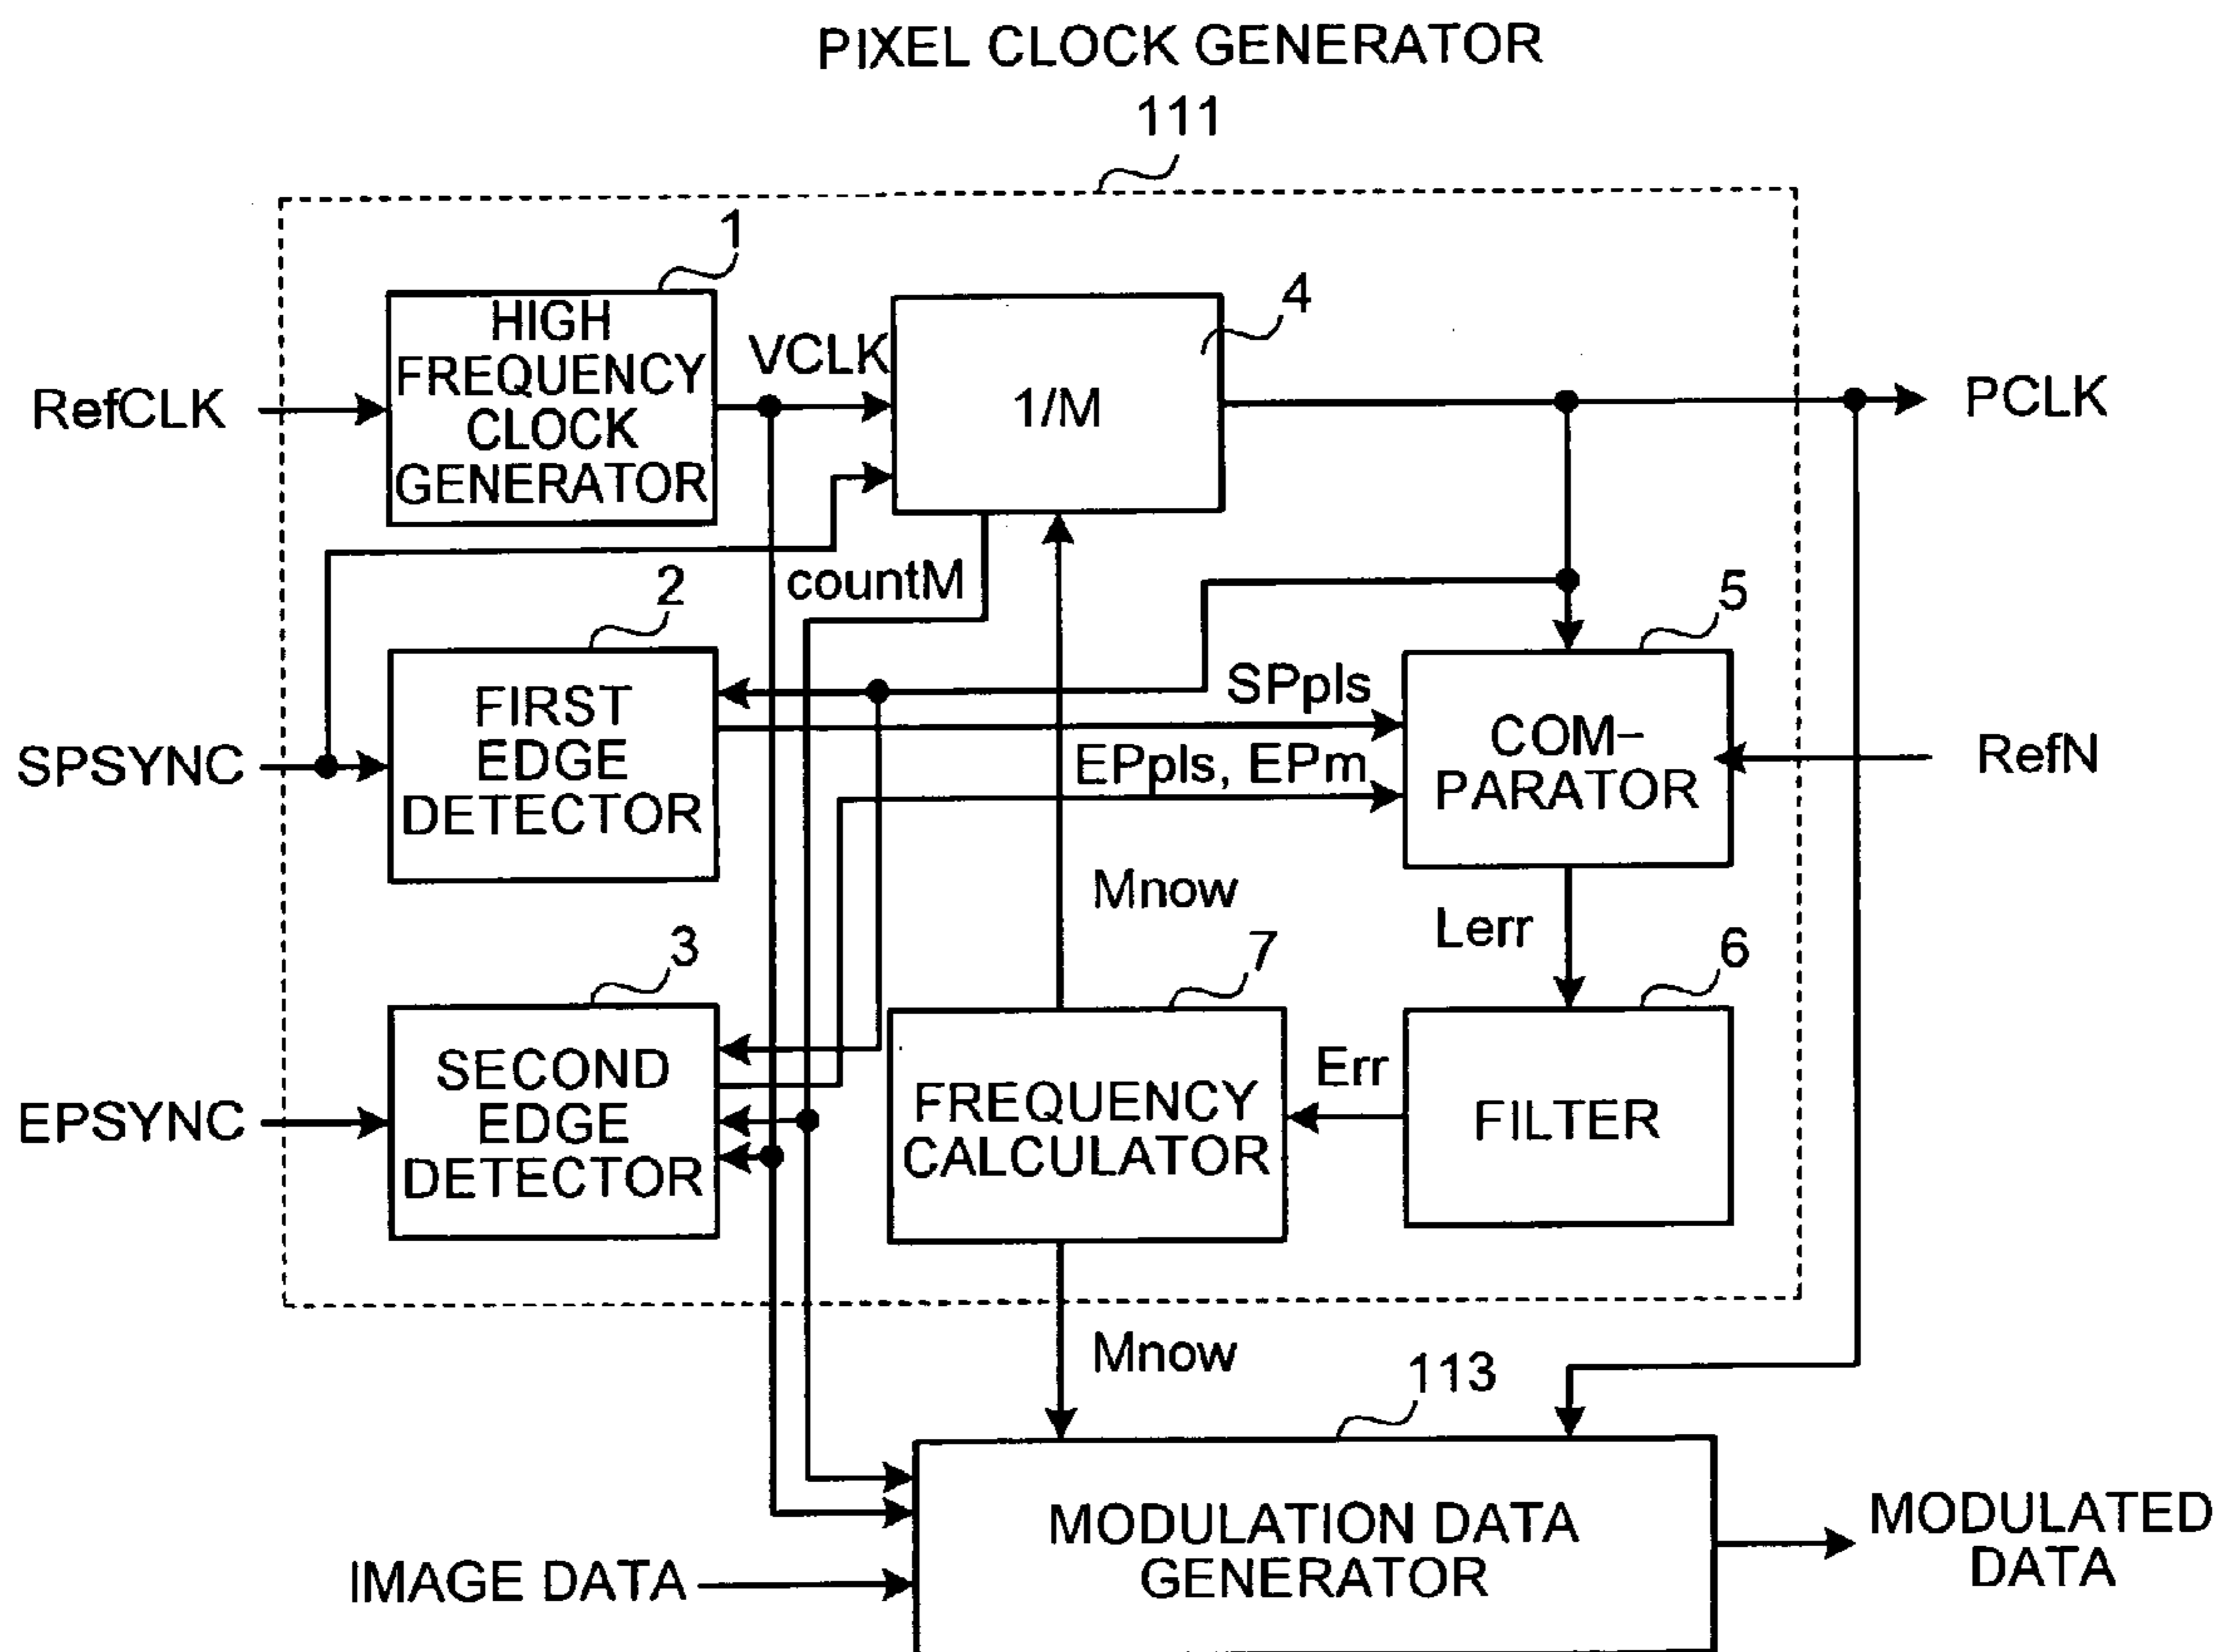 PIXEL CLOCK GENERATOR
111
1
HIGH
FREQUENCY
CLOCK
GENERATOR
RefCLK
VCLK
4
1/M
PCLK
countM
2
FIRST
EDGE
DETECTOR
SPSYNC
5
SPpls
EPpls, EPm
COM–
PARATOR
RefN
Mnow
Lerr
3
SECOND
EDGE
DETECTOR
EPSYNC
7
FREQUENCY
CALCULATOR
Err
6
FILTER
Mnow
113
MODULATION DATA
GENERATOR
IMAGE DATA
MODULATED
DATA